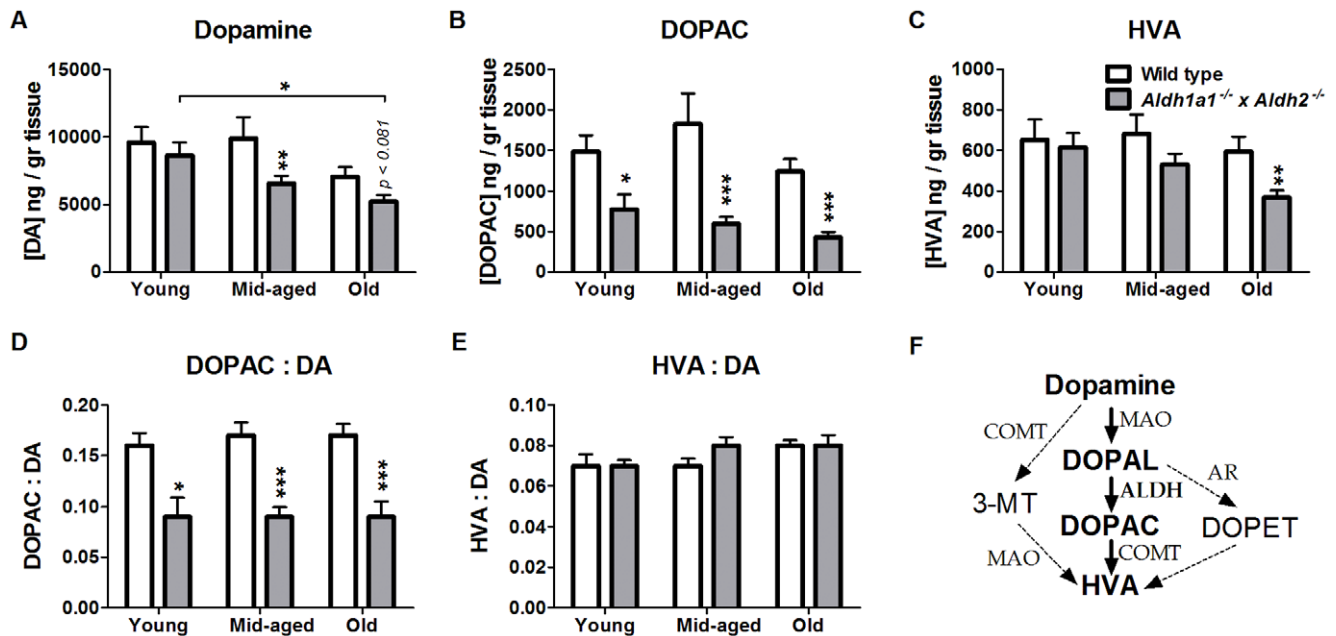 A
Dopamine
[DA] ng / gr tissue
15000
10000
5000
0
*
**
p < 0.081
Young
Mid-aged
Old
B
DOPAC
[DOPAC] ng / gr tissue
2500
2000
1500
1000
500
0
*
***
***
Young
Mid-aged
Old
C
HVA
[HVA] ng / gr tissue
1000
800
600
400
200
0
Wild type
Aldh1a1-/- x Aldh2-/-
**
Young
Mid-aged
Old
D
DOPAC : DA
DOPAC : DA
0.20
0.15
0.10
0.05
0.00
*
***
***
Young
Mid-aged
Old
E
HVA : DA
HVA : DA
0.10
0.08
0.06
0.04
0.02
0.00
Young
Mid-aged
Old
F
Dopamine
COMT
MAO
DOPAL
AR
3-MT
ALDH
DOPAC
DOPET
MAO
COMT
HVA